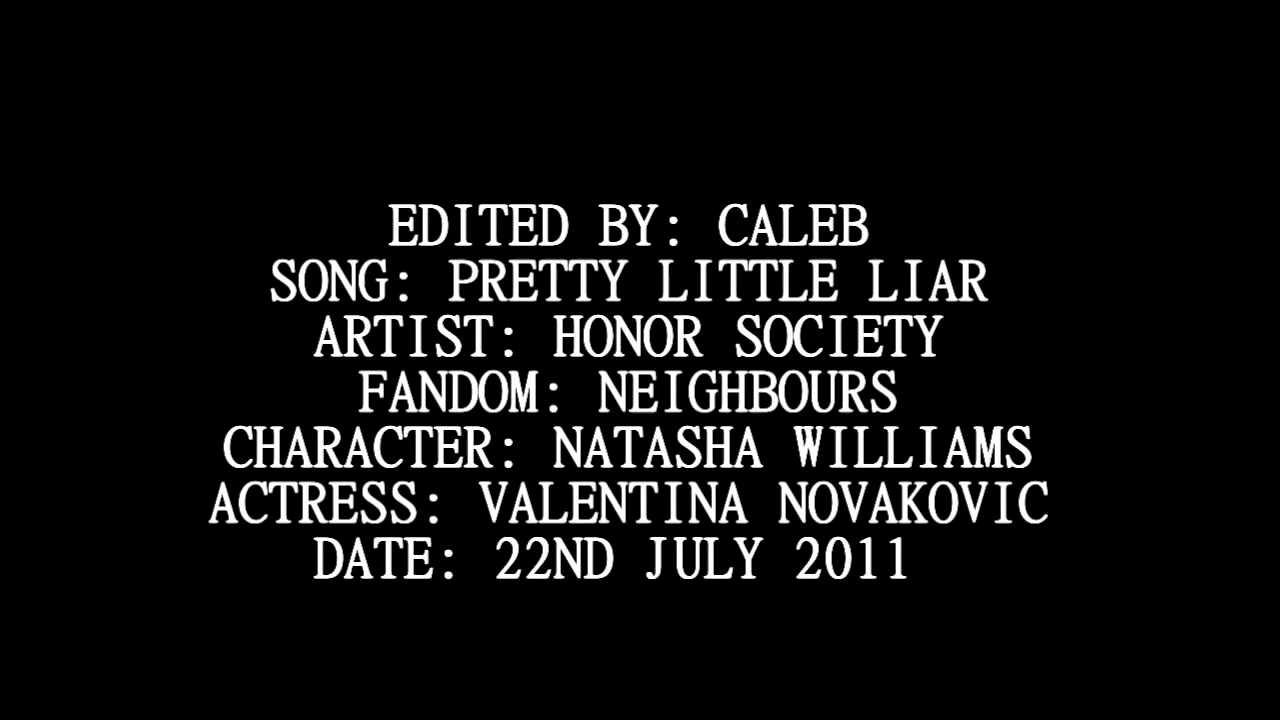 EDITED BY: CALEB
SONG: PRETTY LITTLE LIAR
ARTIST: HONOR SOCIETY
FANDOM: NEIGHBOURS
CHARACTER: NATASHA WILLIAMS
ACTRESS: VALENTINA NOVAKOVIC
DATE: 22ND JULY 2011